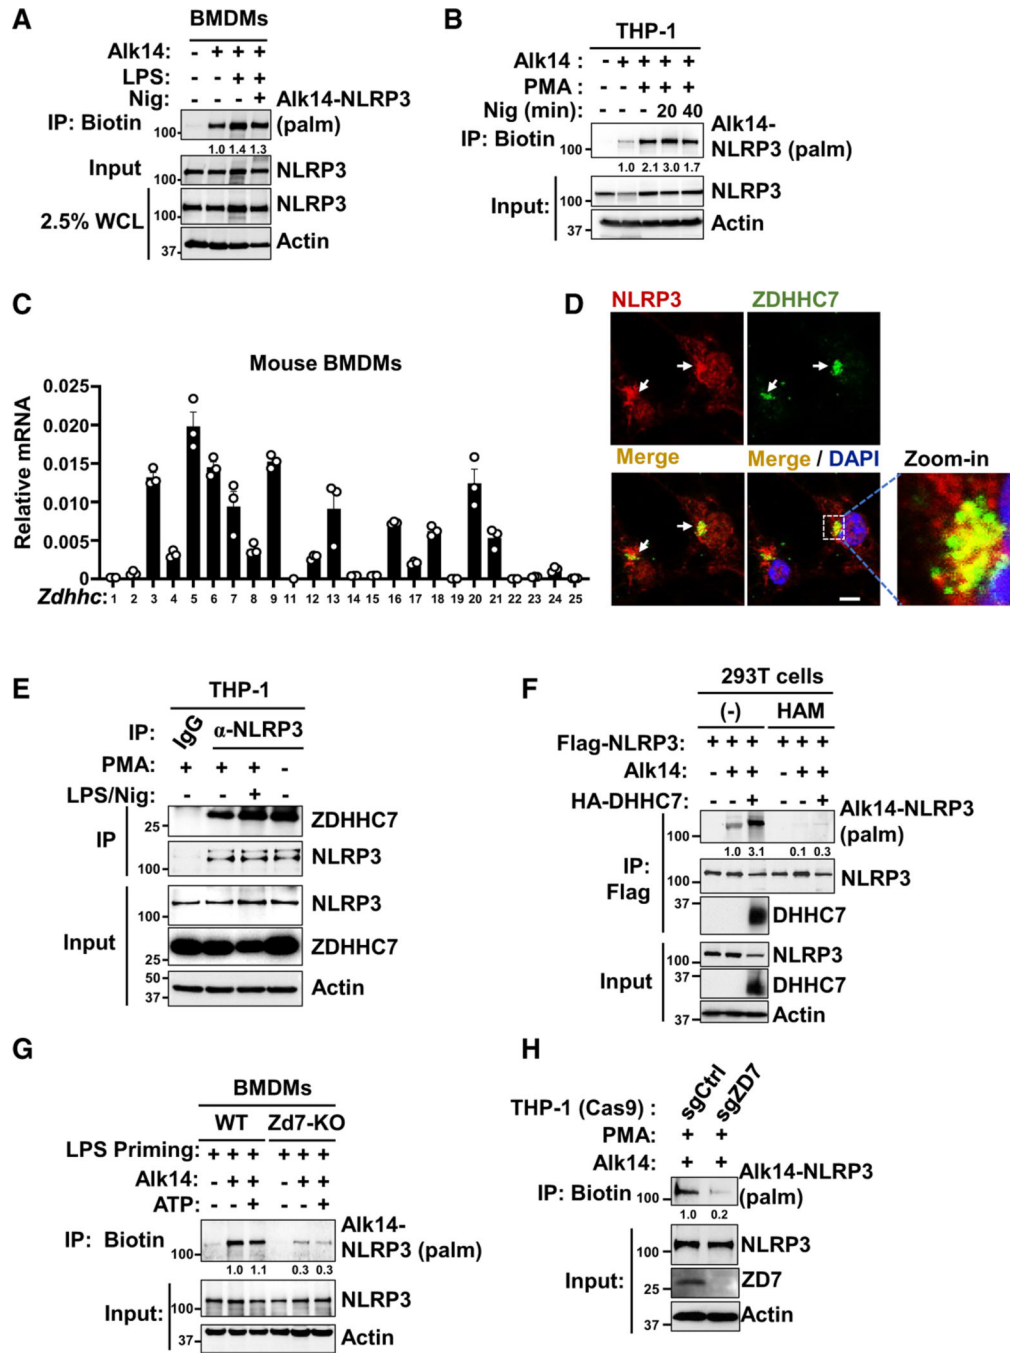 A
BMDMs
Alk14: - + + +
LPS: - - + +
Nig: - - - +
Alk14-NLRP3
(palm)
IP: Biotin
100
1.0 1.4 1.3
Input
100
NLRP3
2.5% WCL
100
NLRP3
37
Actin
B
THP-1
Alk14 : - + + + +
PMA: - - + + +
Nig (min): 20 40
IP: Biotin
100
Alk14-
NLRP3 (palm)
1.0 2.1 3.0 1.7
Input:
100
NLRP3
37
Actin
C
Mouse BMDMs
Relative mRNA
0.025
0.020
0.015
0.010
0.005
0
Zdhhc: 1 2 3 4 5 6 7 8 9 11 12 13 14 15 16 17 18 19 20 21 22 23 24 25
D
NLRP3
ZDHHC7
Merge
Merge / DAPI
Zoom-in
E
THP-1
IP: IgG α-NLRP3
PMA: + + + -
LPS/Nig: - - + -
IP
25
ZDHHC7
100
NLRP3
Input
100
NLRP3
25
ZDHHC7
50
37
Actin
F
293T cells
(-) HAM
Flag-NLRP3: + + + + + +
Alk14: - + + - + +
HA-DHHC7: - - + - - +
Alk14-NLRP3
(palm)
100
1.0 3.1 0.1 0.3
IP:
Flag
100
NLRP3
37
DHHC7
Input
100
NLRP3
37
DHHC7
37
Actin
G
BMDMs
WT Zd7-KO
LPS Priming: + + + + + +
Alk14: - + + - + +
ATP: - - + - - +
IP: Biotin
100
Alk14-
NLRP3 (palm)
1.0 1.1 0.3 0.3
Input:
100
NLRP3
37
Actin
H
THP-1 (Cas9) : sgCtrl sgZD7
PMA: + +
Alk14: + +
IP: Biotin
100
Alk14-NLRP3
(palm)
1.0 0.2
Input:
100
NLRP3
25
ZD7
37
Actin